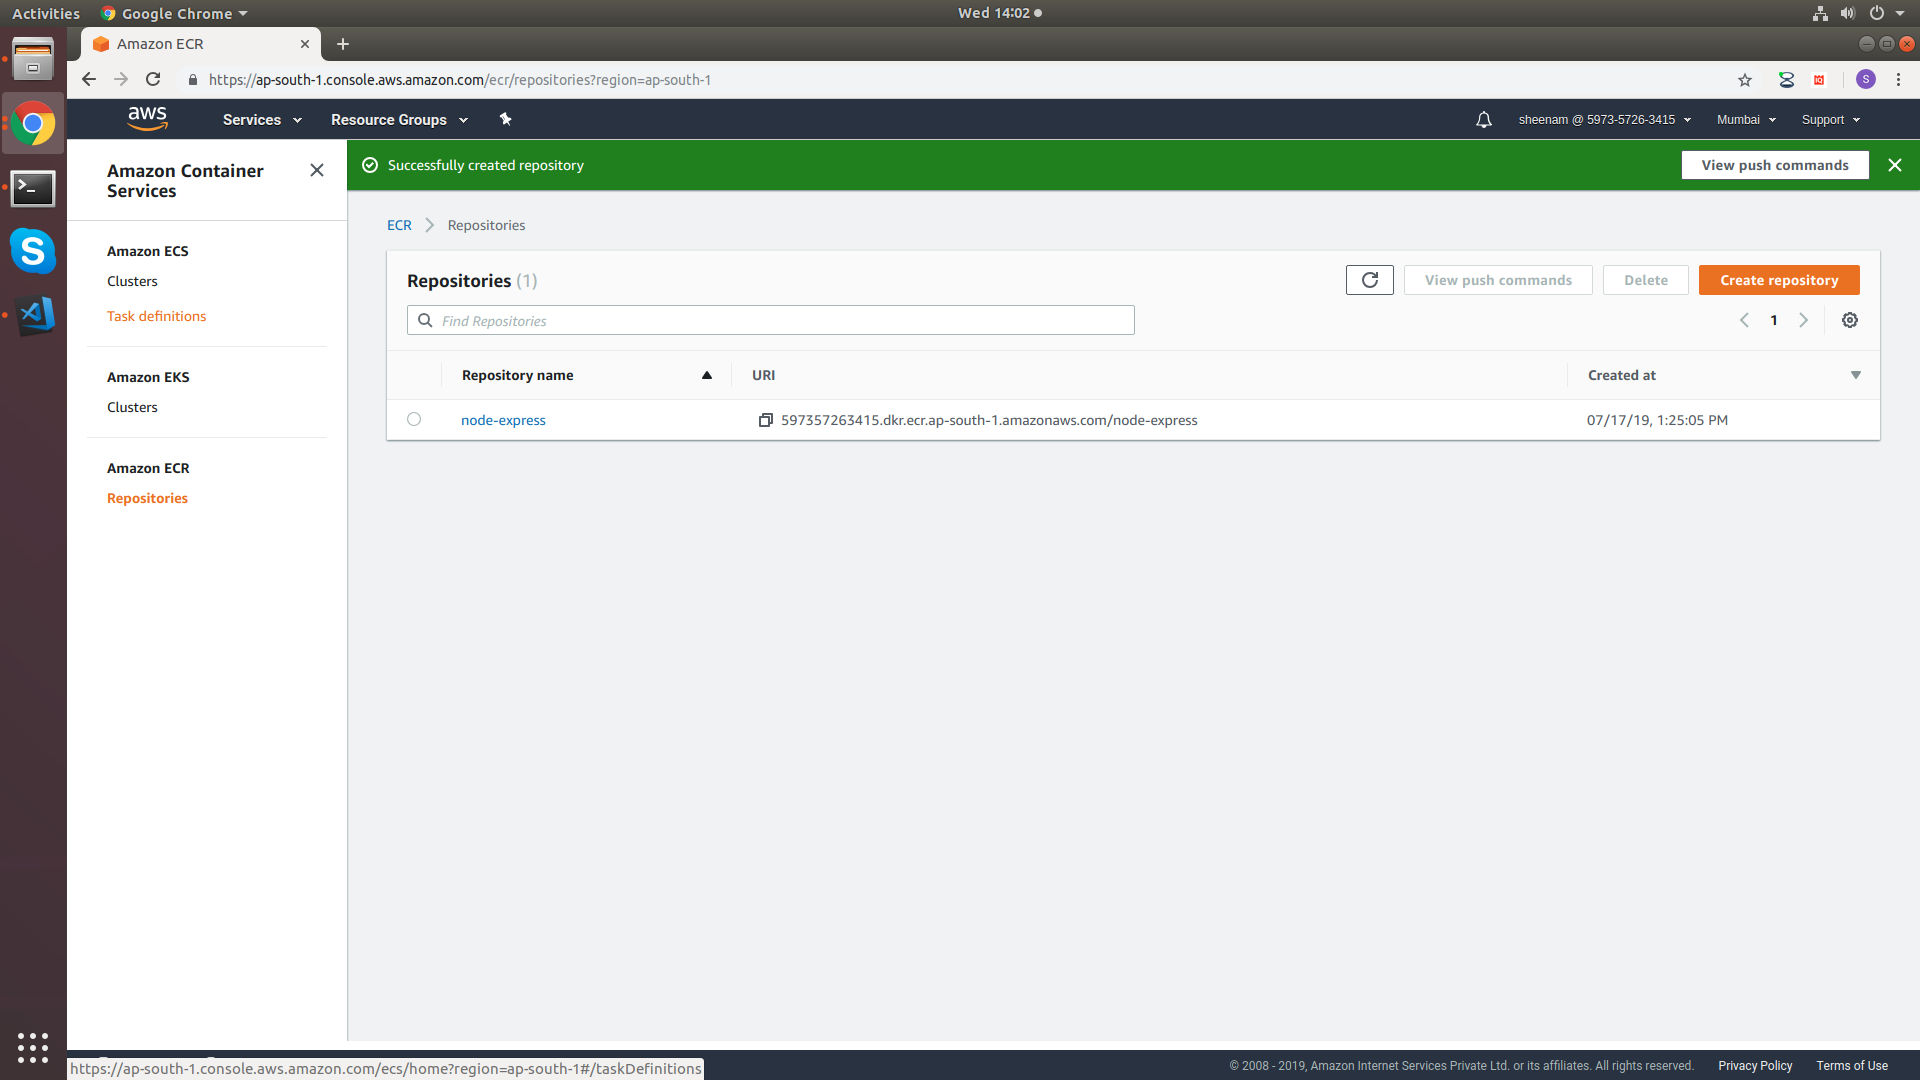 Activities
Google Chrome
Wed 14:02
Amazon ECR
https://ap-south-1.console.aws.amazon.com/ecr/repositories?region=ap-south-1
S
aws
Services
Resource Groups
sheenam @ 5973-5726-3415
Mumbai
Support
Amazon Container
Services
Successfully created repository
View push commands
ECR
Repositories
Amazon ECS
Clusters
Task definitions
Amazon EKS
Clusters
Amazon ECR
Repositories
Repositories (1)
View push commands
Delete
Create repository
Find Repositories
1
Repository name
URI
Created at
node-express
597357263415.dkr.ecr.ap-south-1.amazonaws.com/node-express
07/17/19, 1:25:05 PM
https://ap-south-1.console.aws.amazon.com/ecs/home?region=ap-south-1#/taskDefinitions
© 2008 - 2019, Amazon Internet Services Private Ltd. or its affiliates. All rights reserved.
Privacy Policy
Terms of Use